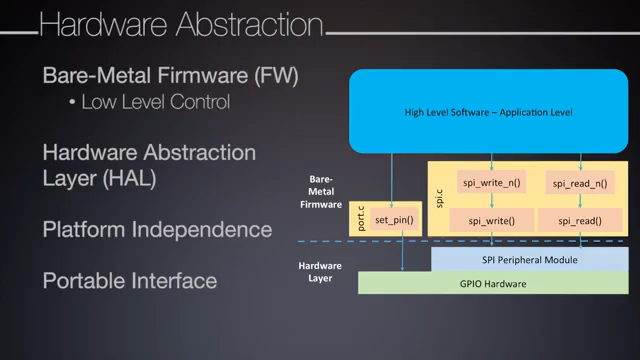 Hardware Abstraction
Bare-Metal Firmware (FW)
• Low Level Control
Hardware Abstraction
Layer (HAL)
Platform Independence
Portable Interface
High Level Software – Application Level
Bare-
Metal
Firmware
port.c
set_pin()
spi.c
spi_write_n()
spi_read_n()
spi_write()
spi_read()
Hardware
Layer
SPI Peripheral Module
GPIO Hardware